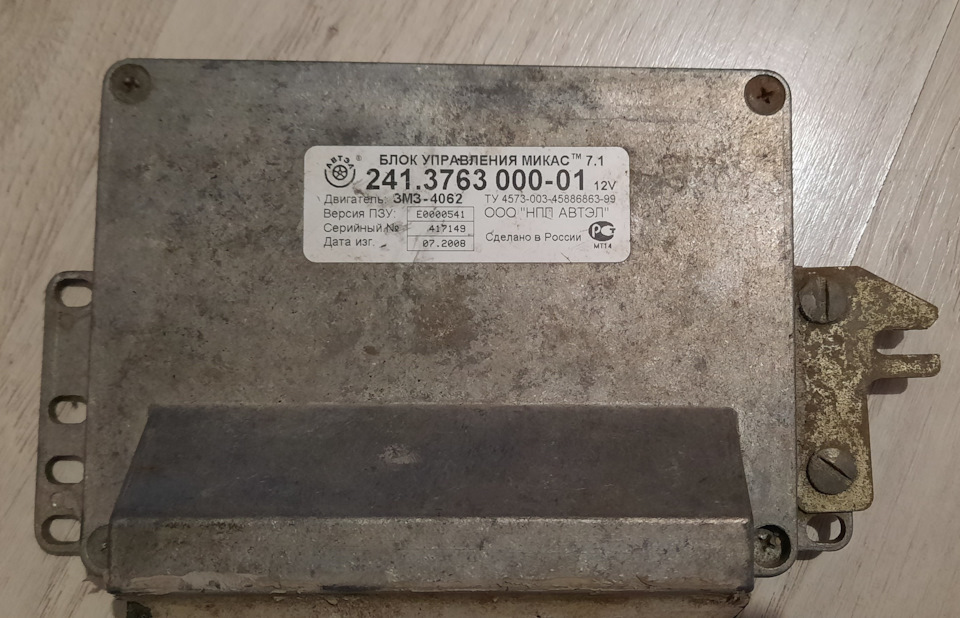 АВТЭЛ ®
БЛОК УПРАВЛЕНИЯ МИКАС™ 7.1
241.3763 000-01 12V
Двигатель: ЗМЗ-4062 ТУ 4573-003-45886863-99
Версия ПЗУ: E0000541 ООО "НПП АВТЭЛ"
Серийный № 417149
Дата изг. 07.2008 Сделано в России
МТТ4